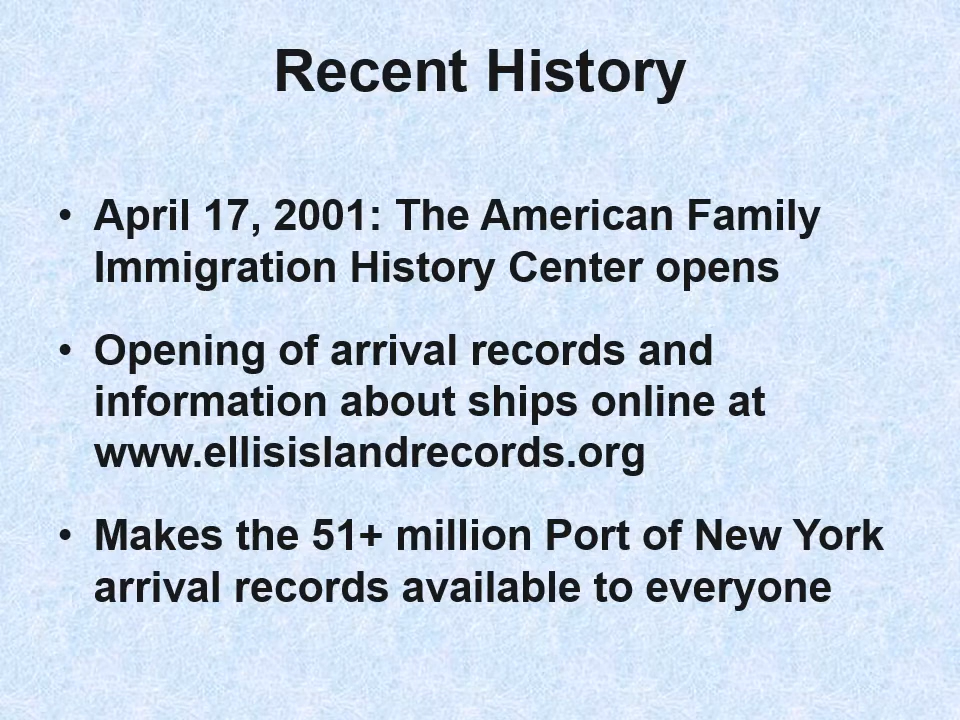 Recent History
• April 17, 2001: The American Family
Immigration History Center opens
• Opening of arrival records and
information about ships online at
www.ellisislandrecords.org
• Makes the 51+ million Port of New York
arrival records available to everyone